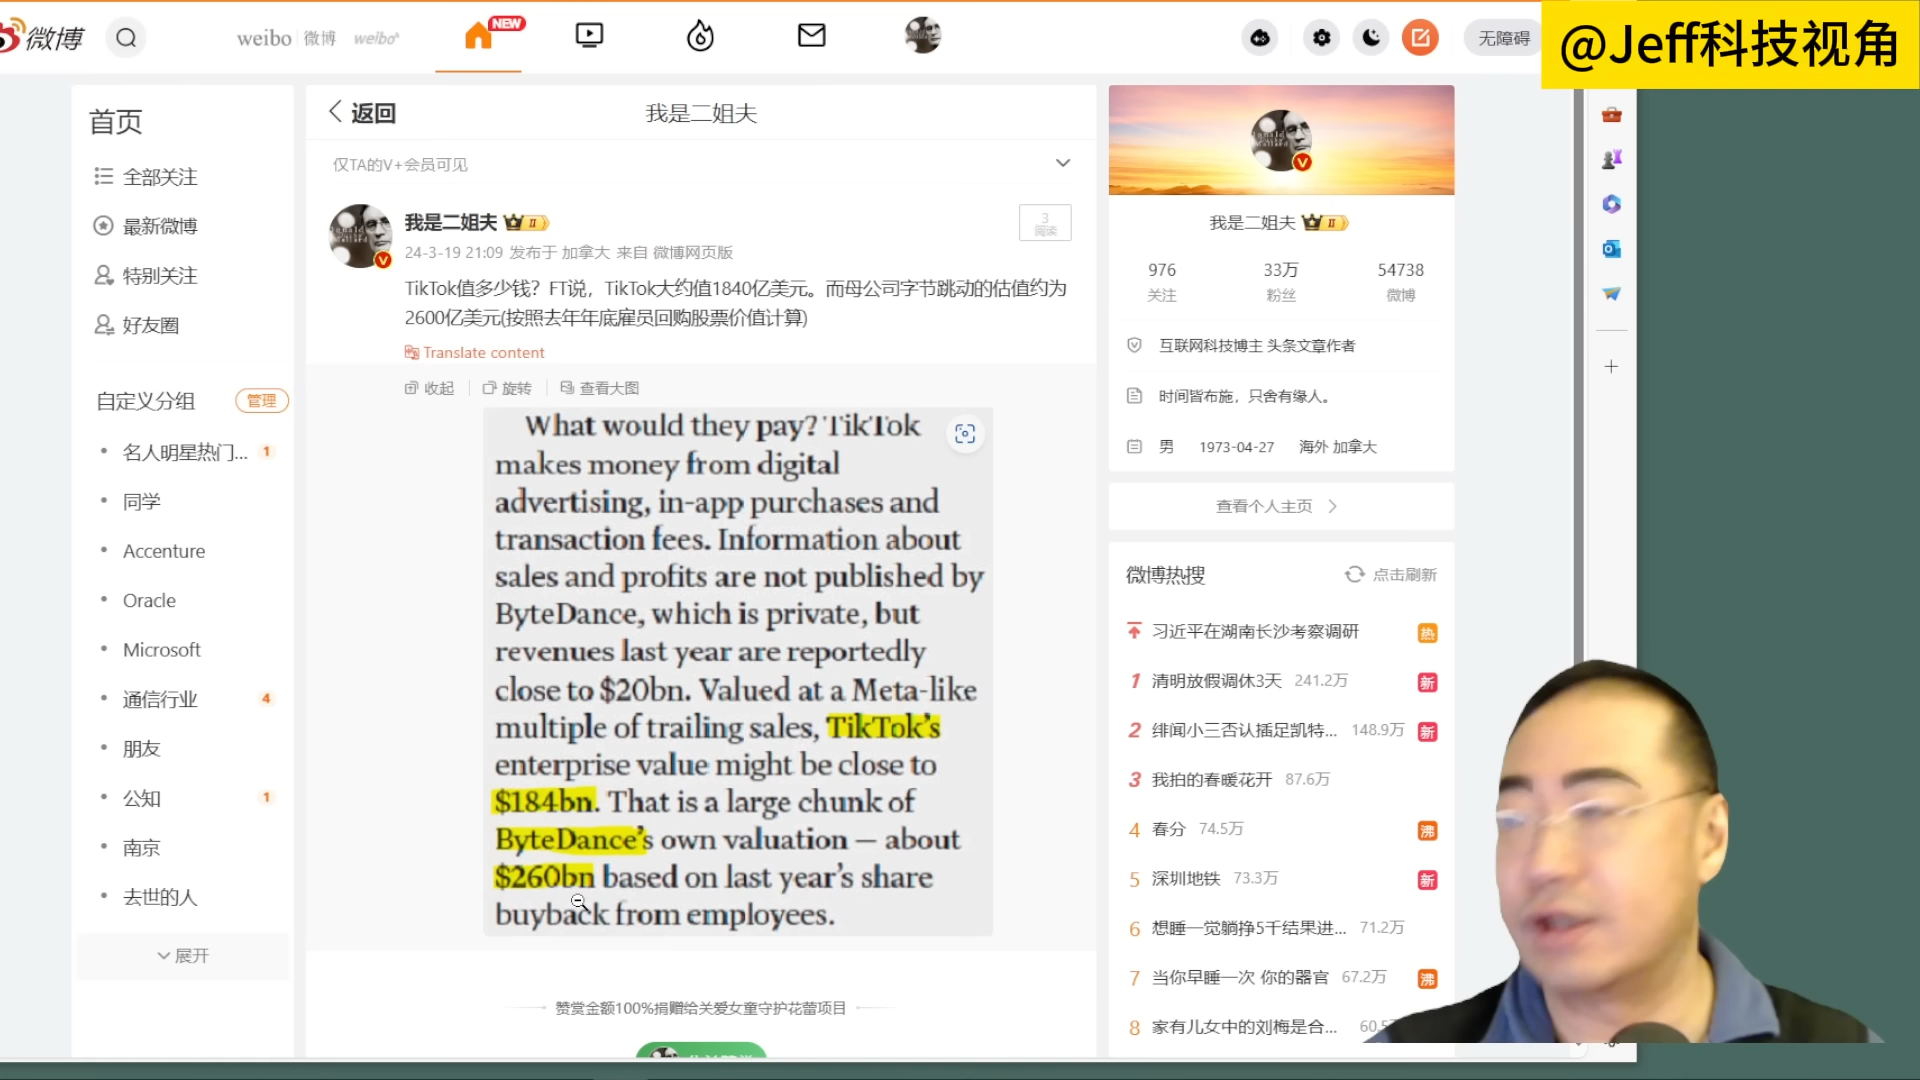 微博
weibo 微博 weibo
NEW
无障碍
@Jeff科技视角
首页
全部关注
最新微博
特别关注
好友圈
自定义分组 管理
名人明星热门... 1
同学
Accenture
Oracle
Microsoft
通信行业 4
朋友
公知 1
南京
去世的人
展开
返回
我是二姐夫
仅TA的V+会员可见
我是二姐夫 II
3
阅读
24-3-19 21:09 发布于 加拿大 来自 微博网页版
TikTok值多少钱？FT说，TikTok大约值1840亿美元。而母公司字节跳动的估值约为
2600亿美元(按照去年年底雇员回购股票价值计算)
Translate content
收起 旋转 查看大图
What would they pay? TikTok
makes money from digital
advertising, in-app purchases and
transaction fees. Information about
sales and profits are not published by
ByteDance, which is private, but
revenues last year are reportedly
close to $20bn. Valued at a Meta-like
multiple of trailing sales, TikTok's
enterprise value might be close to
$184bn. That is a large chunk of
ByteDance's own valuation — about
$260bn based on last year's share
buyback from employees.
赞赏金额100%捐赠给关爱女童守护花蕾项目
我是二姐夫 II
976 33万 54738
关注 粉丝 微博
互联网科技博主 头条文章作者
时间皆布施，只舍有缘人。
男 1973-04-27 海外 加拿大
查看个人主页
微博热搜 点击刷新
习近平在湖南长沙考察调研 热
1 清明放假调休3天 241.2万 新
2 绯闻小三否认插足凯特... 148.9万 新
3 我拍的春暖花开 87.6万
4 春分 74.5万 沸
5 深圳地铁 73.3万 新
6 想睡一觉躺挣5千结果进... 71.2万
7 当你早睡一次 你的器官 67.2万 沸
8 家有儿女中的刘梅是合... 60.5